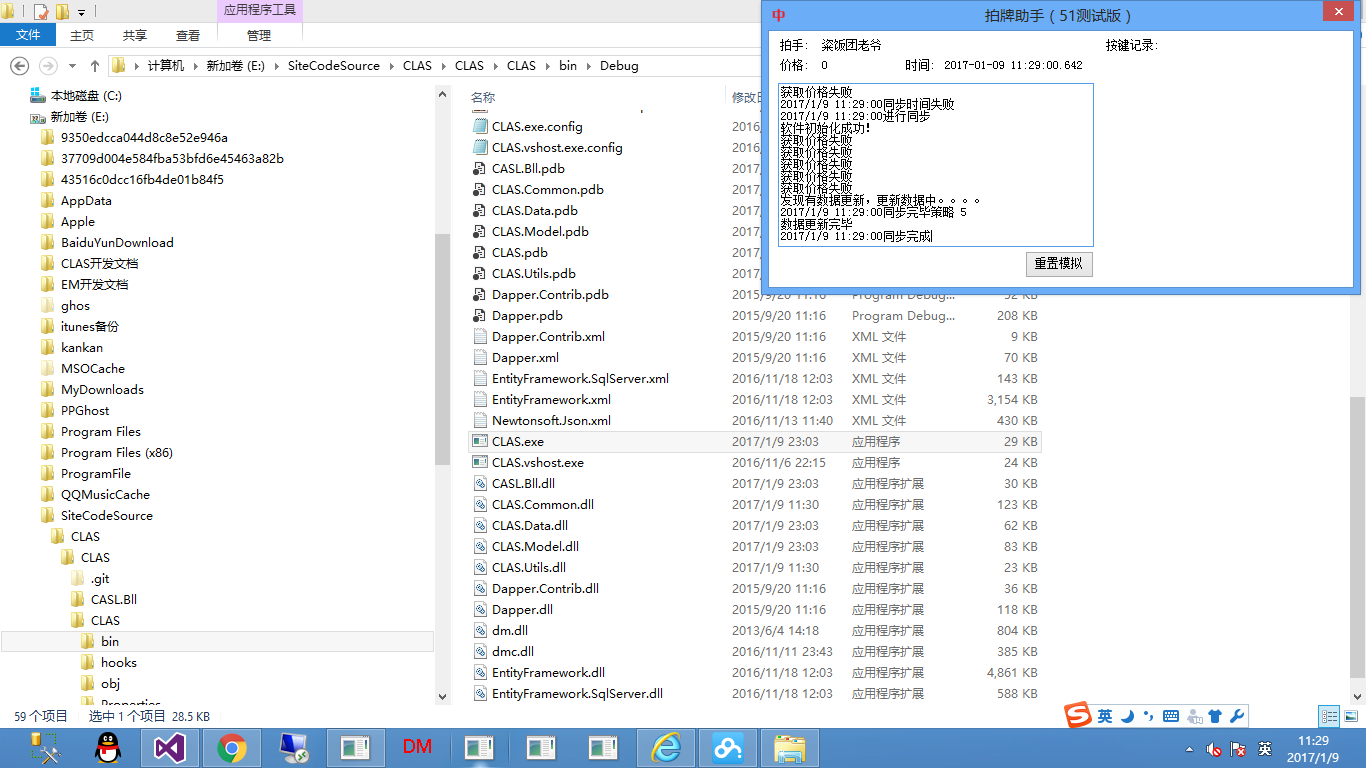 应用程序工具
文件 主页 共享 查看 管理
计算机 新加卷 (E:) SiteCodeSource CLAS CLAS CLAS bin Debug
本地磁盘 (C:)
新加卷 (E:)
9350edcca044d8c8e52e946a
37709d004e584fba53bfd6e45463a82b
43516c0dcc16fb4de01b84f5
AppData
Apple
BaiduYunDownload
CLAS开发文档
EM开发文档
ghos
itunes备份
kankan
MSOCache
MyDownloads
PPGhost
Program Files
Program Files (x86)
ProgramFile
QQMusicCache
SiteCodeSource
CLAS
CLAS
.git
CASL.Bll
CLAS
bin
hooks
obj
Properties
名称 修改日
CLAS.exe.config 2016/
CLAS.vshost.exe.config 2016/
CASL.Bll.pdb 2017/
CLAS.Common.pdb 2017/
CLAS.Data.pdb 2017/
CLAS.Model.pdb 2017/
CLAS.pdb 2017/
CLAS.Utils.pdb 2017/
Dapper.Contrib.pdb 2015/9/20 11:16 Program Debug... 52 KB
Dapper.pdb 2015/9/20 11:16 Program Debug... 208 KB
Dapper.Contrib.xml 2015/9/20 11:16 XML 文件 9 KB
Dapper.xml 2015/9/20 11:16 XML 文件 70 KB
EntityFramework.SqlServer.xml 2016/11/18 12:03 XML 文件 143 KB
EntityFramework.xml 2016/11/18 12:03 XML 文件 3,154 KB
Newtonsoft.Json.xml 2016/11/13 11:40 XML 文件 430 KB
CLAS.exe 2017/1/9 23:03 应用程序 29 KB
CLAS.vshost.exe 2016/11/6 22:15 应用程序 24 KB
CASL.Bll.dll 2017/1/9 23:03 应用程序扩展 30 KB
CLAS.Common.dll 2017/1/9 11:30 应用程序扩展 123 KB
CLAS.Data.dll 2017/1/9 23:03 应用程序扩展 62 KB
CLAS.Model.dll 2017/1/9 23:03 应用程序扩展 83 KB
CLAS.Utils.dll 2017/1/9 11:30 应用程序扩展 23 KB
Dapper.Contrib.dll 2015/9/20 11:16 应用程序扩展 36 KB
Dapper.dll 2015/9/20 11:16 应用程序扩展 118 KB
dm.dll 2013/6/4 14:18 应用程序扩展 804 KB
dmc.dll 2016/11/11 23:43 应用程序扩展 385 KB
EntityFramework.dll 2016/11/18 12:03 应用程序扩展 4,861 KB
EntityFramework.SqlServer.dll 2016/11/18 12:03 应用程序扩展 588 KB
中 拍牌助手（51测试版）
拍手： 粢饭团老爷 按键记录：
价格： 0 时间： 2017-01-09 11:29:00.642
获取价格失败
2017/1/9 11:29:00同步时间失败
2017/1/9 11:29:00进行同步
软件初始化成功!
获取价格失败
获取价格失败
获取价格失败
获取价格失败
获取价格失败
发现有数据更新，更新数据中。。。。
2017/1/9 11:29:00同步完毕策略 5
数据更新完毕
2017/1/9 11:29:00同步完成
重置模拟
59 个项目 选中 1 个项目 28.5 KB
S 英
DM
英
11:29
2017/1/9